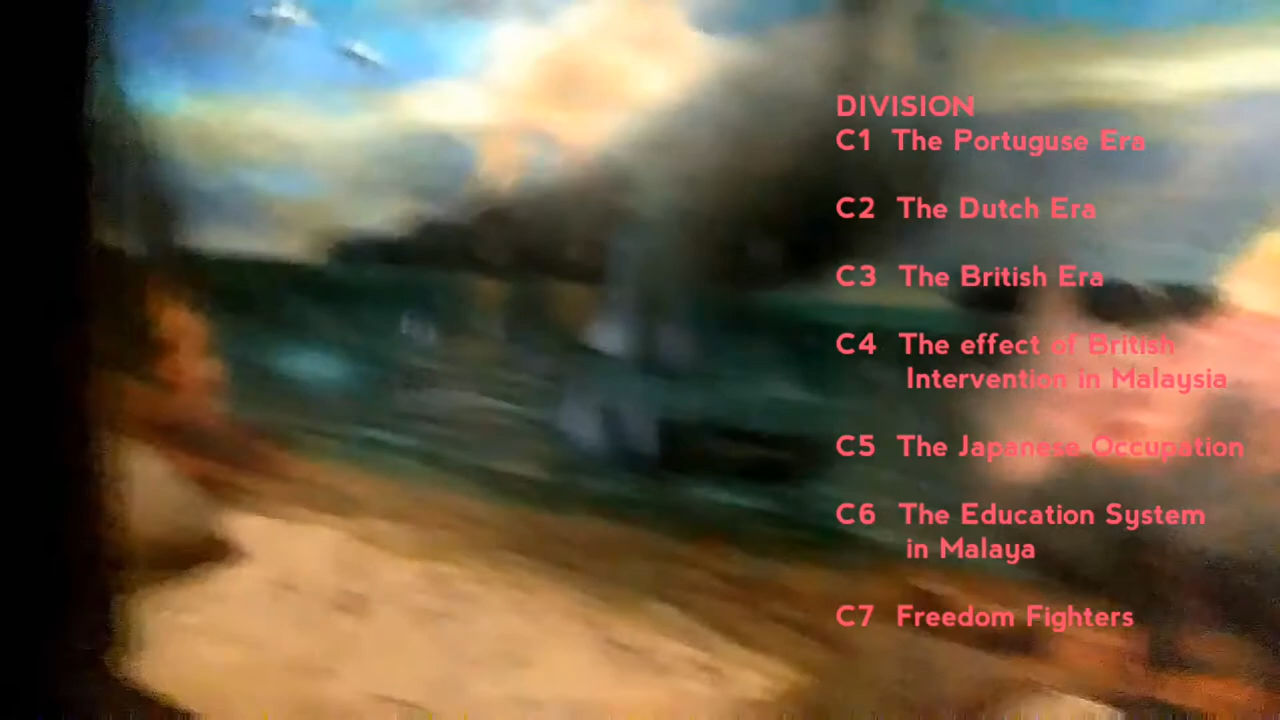 DIVISION
C1 The Portuguse Era
C2 The Dutch Era
C3 The British Era
C4 The effect of British
Intervention in Malaysia
C5 The Japanese Occupation
C6 The Education System
in Malaya
C7 Freedom Fighters